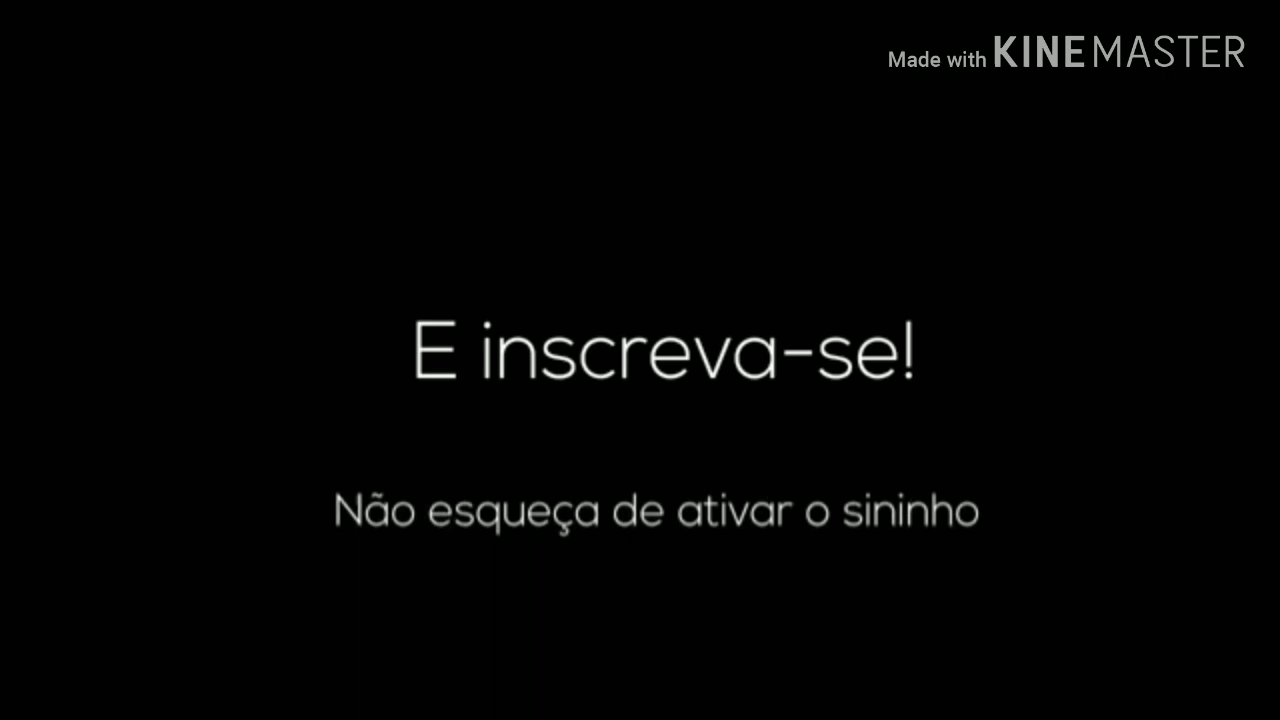 Made with KINEMASTER
E inscreva-se!
Não esqueça de ativar o sininho